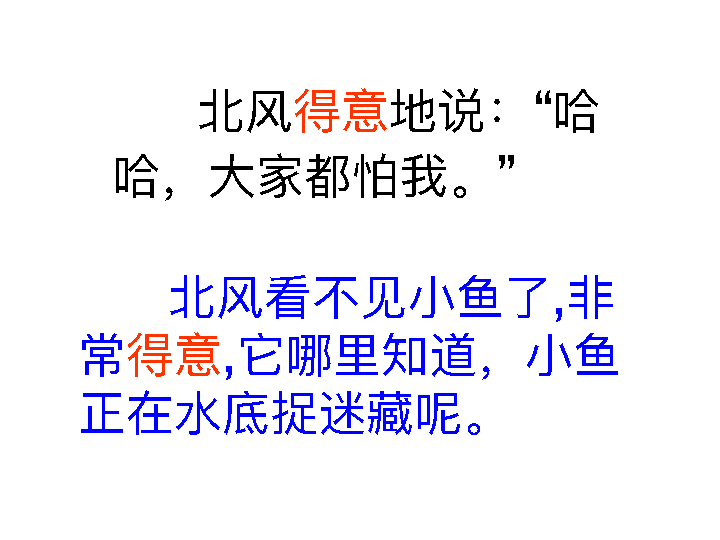 北风得意地说：“哈
哈，大家都怕我。”
北风看不见小鱼了,非
常得意,它哪里知道，小鱼
正在水底捉迷藏呢。